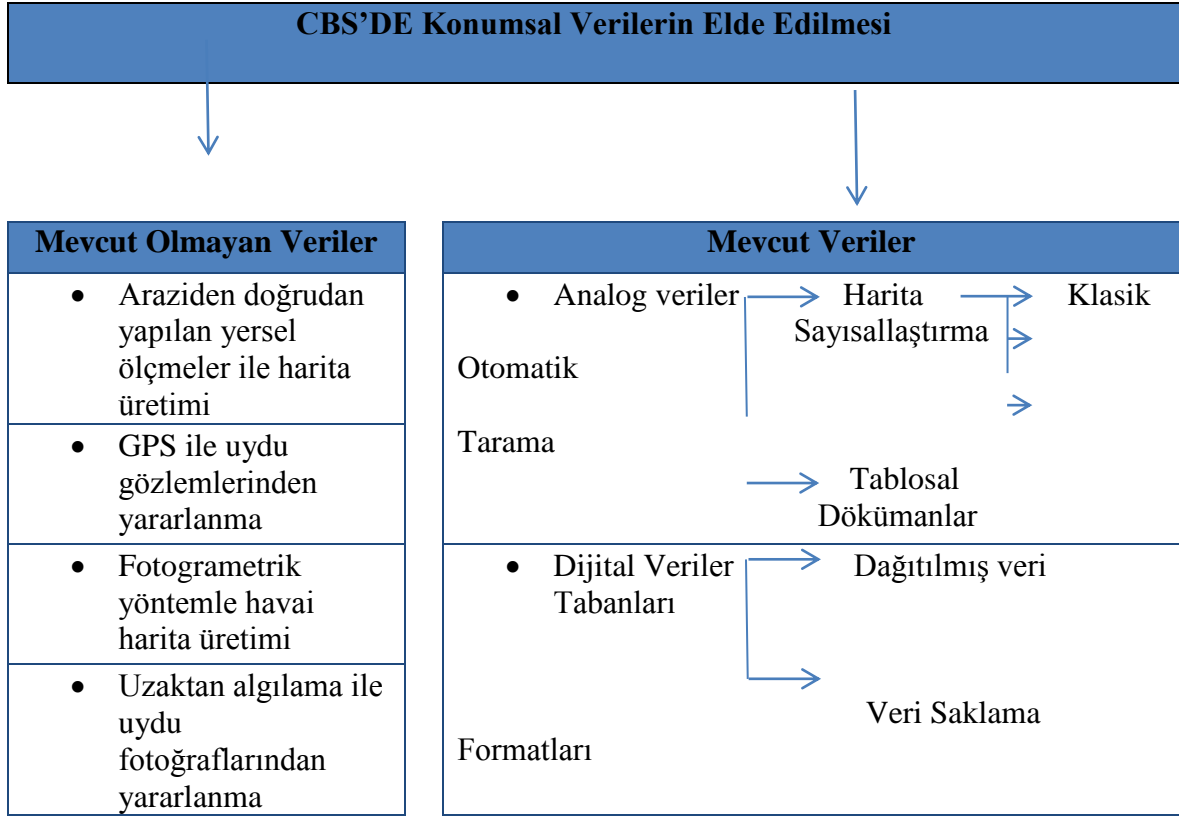 CBS’DE Konumsal Verilerin Elde Edilmesi
Mevcut Olmayan Veriler
• Araziden doğrudan
yapılan yersel
ölçmeler ile harita
üretimi
• GPS ile uydu
gözlemlerinden
yararlanma
• Fotogrametrik
yöntemle havai
harita üretimi
• Uzaktan algılama ile
uydu
fotoğraflarından
yararlanma
Mevcut Veriler
• Analog veriler Harita Klasik
Sayısallaştırma
Otomatik
Tarama
Tablosal
Dökümanlar
• Dijital Veriler Dağıtılmış veri
Tabanları
Veri Saklama
Formatları